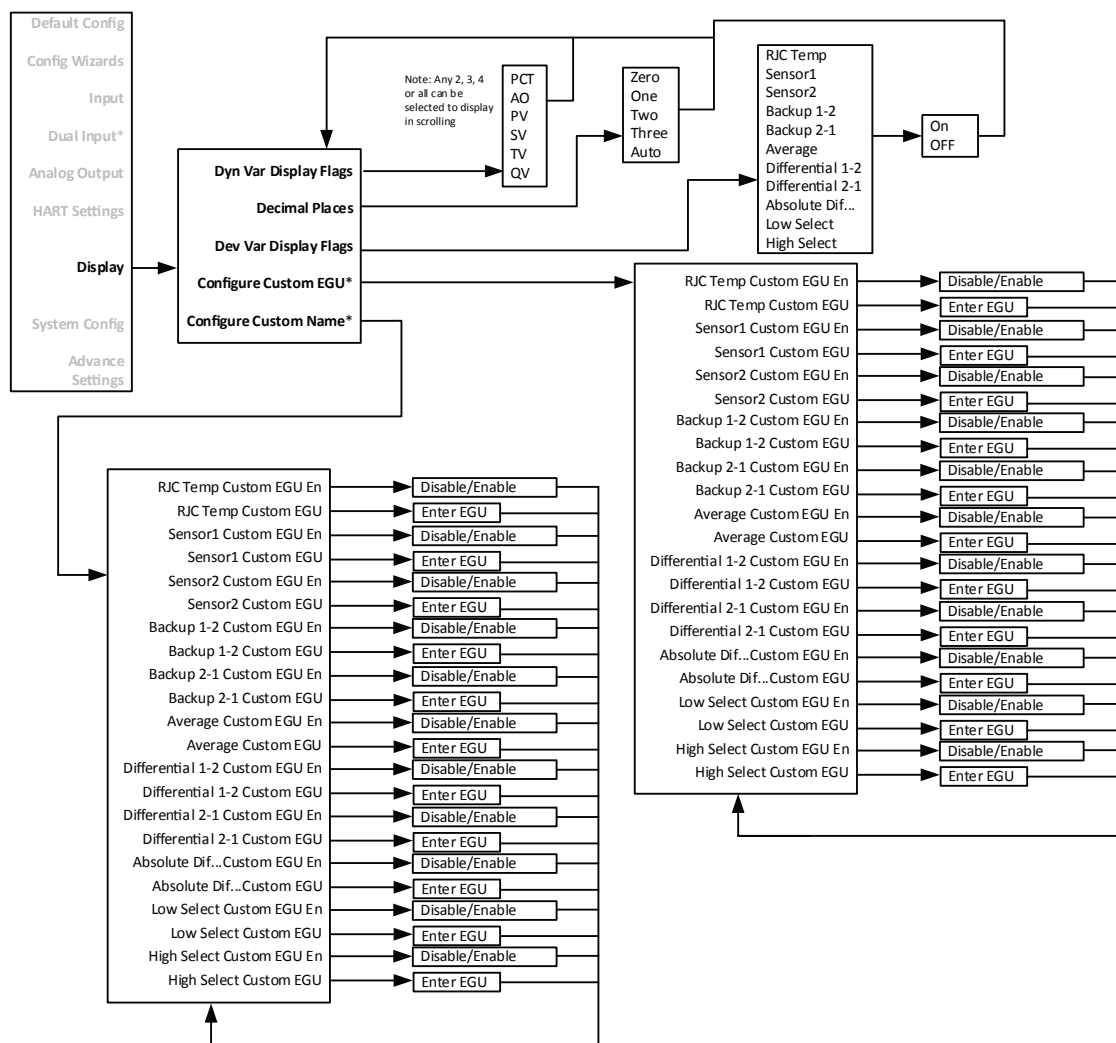 Default Config
Config Wizards
Input
Dual Input*
Analog Output
HART Settings
Display
System Config
Advance
Settings
Dyn Var Display Flags
Decimal Places
Dev Var Display Flags
Configure Custom EGU*
Configure Custom Name*
Note: Any 2, 3, 4
or all can be
selected to display
in scrolling
PCT
AO
PV
SV
TV
QV
Zero
One
Two
Three
Auto
RJC Temp
Sensor1
Sensor2
Backup 1-2
Backup 2-1
Average
Differential 1-2
Differential 2-1
Absolute Dif...
Low Select
High Select
On
OFF
RJC Temp Custom EGU En Disable/Enable
RJC Temp Custom EGU Enter EGU
Sensor1 Custom EGU En Disable/Enable
Sensor1 Custom EGU Enter EGU
Sensor2 Custom EGU En Disable/Enable
Sensor2 Custom EGU Enter EGU
Backup 1-2 Custom EGU En Disable/Enable
Backup 1-2 Custom EGU Enter EGU
Backup 2-1 Custom EGU En Disable/Enable
Backup 2-1 Custom EGU Enter EGU
Average Custom EGU En Disable/Enable
Average Custom EGU Enter EGU
Differential 1-2 Custom EGU En Disable/Enable
Differential 1-2 Custom EGU Enter EGU
Differential 2-1 Custom EGU En Disable/Enable
Differential 2-1 Custom EGU Enter EGU
Absolute Dif...Custom EGU En Disable/Enable
Absolute Dif...Custom EGU Enter EGU
Low Select Custom EGU En Disable/Enable
Low Select Custom EGU Enter EGU
High Select Custom EGU En Disable/Enable
High Select Custom EGU Enter EGU
RJC Temp Custom EGU En Disable/Enable
RJC Temp Custom EGU Enter EGU
Sensor1 Custom EGU En Disable/Enable
Sensor1 Custom EGU Enter EGU
Sensor2 Custom EGU En Disable/Enable
Sensor2 Custom EGU Enter EGU
Backup 1-2 Custom EGU En Disable/Enable
Backup 1-2 Custom EGU Enter EGU
Backup 2-1 Custom EGU En Disable/Enable
Backup 2-1 Custom EGU Enter EGU
Average Custom EGU En Disable/Enable
Average Custom EGU Enter EGU
Differential 1-2 Custom EGU En Disable/Enable
Differential 1-2 Custom EGU Enter EGU
Differential 2-1 Custom EGU En Disable/Enable
Differential 2-1 Custom EGU Enter EGU
Absolute Dif...Custom EGU En Disable/Enable
Absolute Dif...Custom EGU Enter EGU
Low Select Custom EGU En Disable/Enable
Low Select Custom EGU Enter EGU
High Select Custom EGU En Disable/Enable
High Select Custom EGU Enter EGU